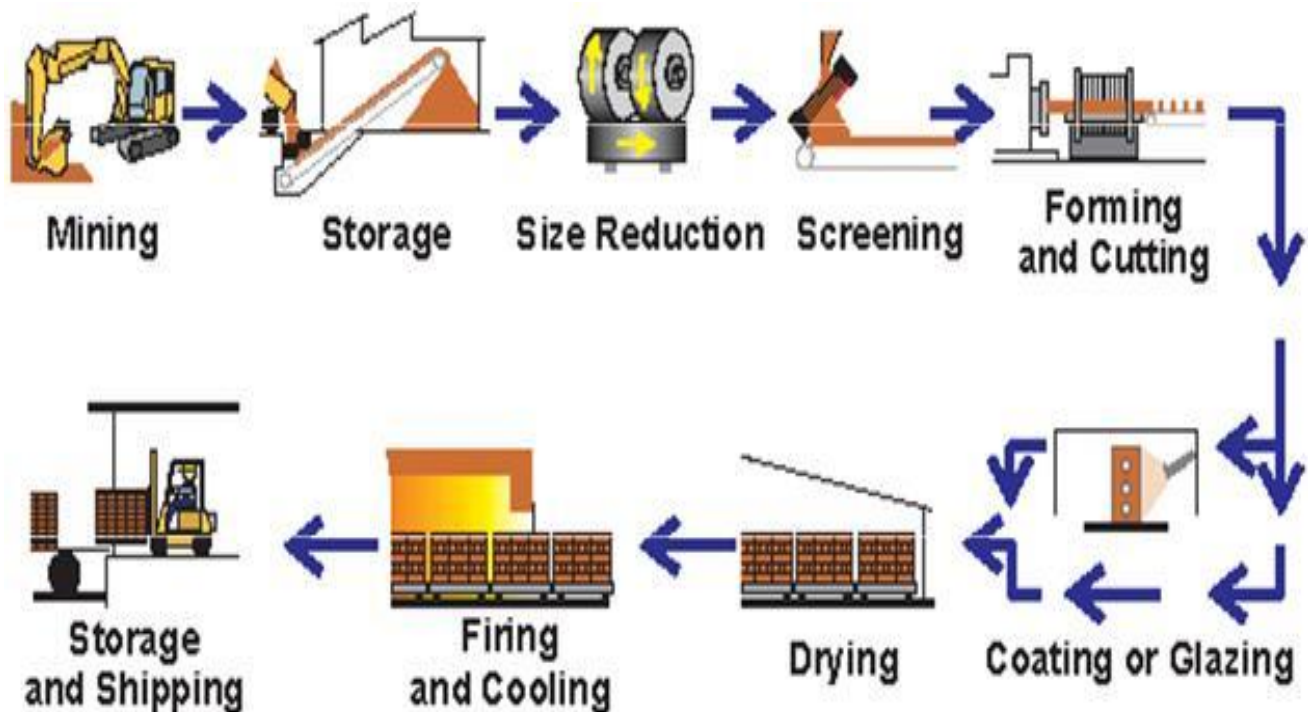 Mining
Storage
Size Reduction
Screening
Forming
and Cutting
Storage
and Shipping
Firing
and Cooling
Drying
Coating or Glazing